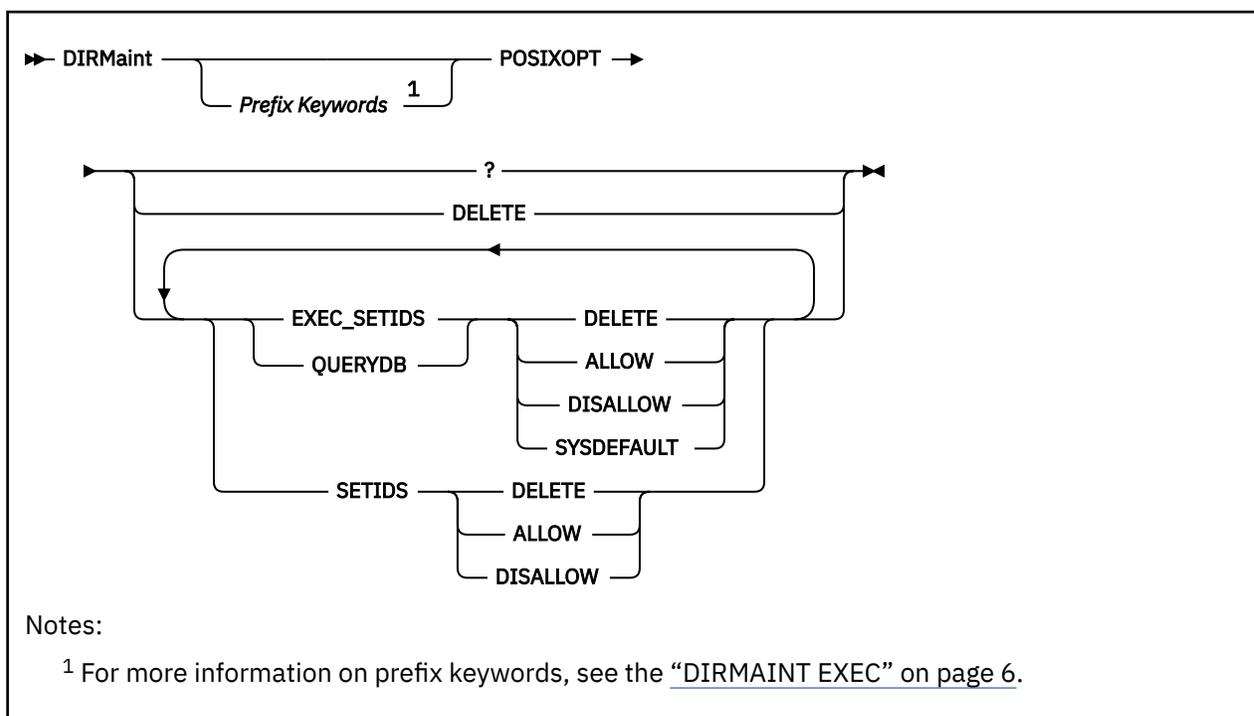 DIRMaint POSIXOPT
Prefix Keywords 1
?
DELETE
EXEC_SETIDS DELETE
QUERYDB ALLOW
DISALLOW
SYSDEFAULT
SETIDS DELETE
ALLOW
DISALLOW
Notes:
1 For more information on prefix keywords, see the “DIRMAINT EXEC” on page 6.